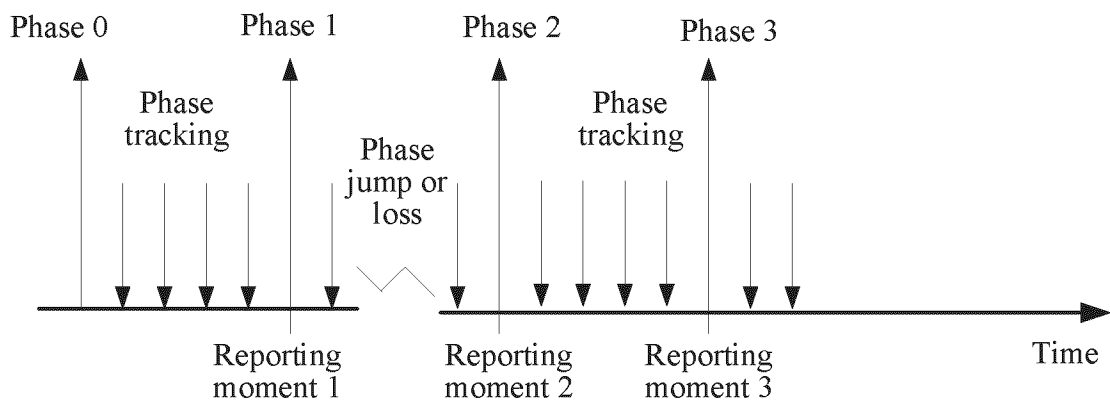 Phase 0
Phase 1
Phase 2
Phase 3
Phase
tracking
Phase
jump or
loss
Phase
tracking
Reporting
moment 1
Reporting
moment 2
Reporting
moment 3
Time